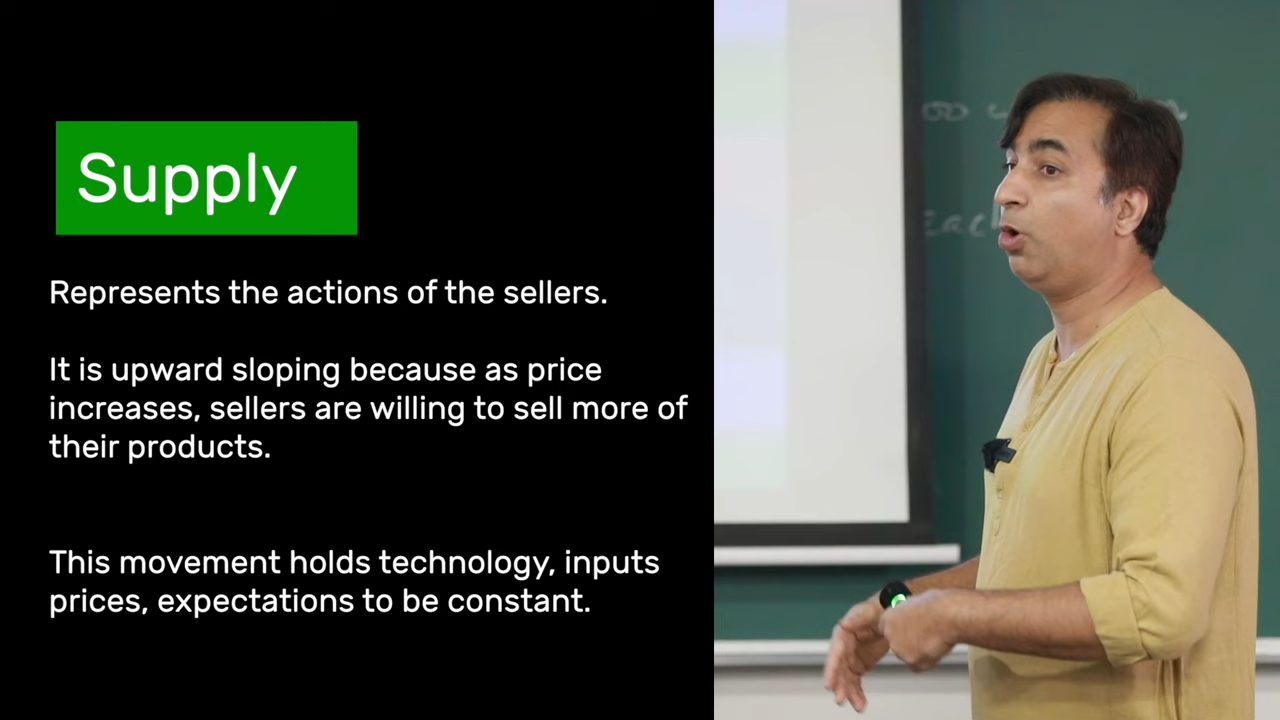 Supply
Represents the actions of the sellers.
It is upward sloping because as price
increases, sellers are willing to sell more of
their products.
This movement holds technology, inputs
prices, expectations to be constant.